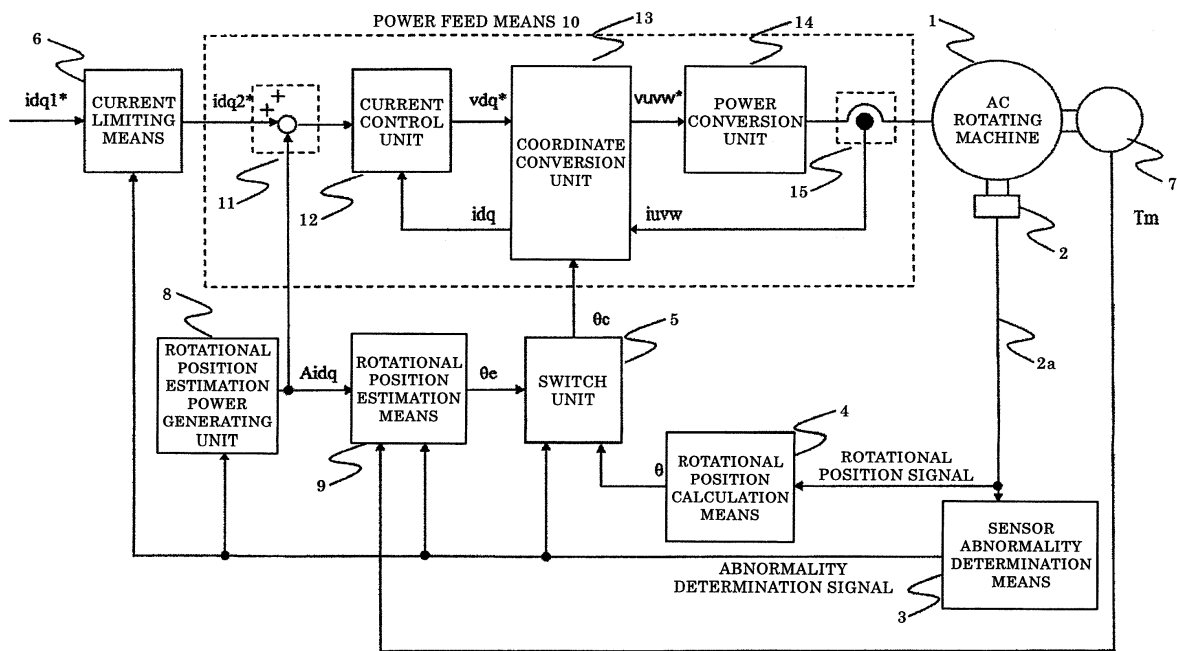 POWER FEED MEANS 10
13
14
1
6
idq1*
CURRENT
LIMITING
MEANS
idq2*
+
+
11
CURRENT
CONTROL
UNIT
12
vdq*
idq
COORDINATE
CONVERSION
UNIT
vuvw*
iuvw
POWER
CONVERSION
UNIT
15
AC
ROTATING
MACHINE
7
Tm
2
2a
8
ROTATIONAL
POSITION
ESTIMATION
POWER
GENERATING
UNIT
Aidq
ROTATIONAL
POSITION
ESTIMATION
MEANS
9
θe
θc
5
SWITCH
UNIT
θ
4
ROTATIONAL
POSITION
CALCULATION
MEANS
ROTATIONAL
POSITION SIGNAL
SENSOR
ABNORMALITY
DETERMINATION
MEANS
3
ABNORMALITY
DETERMINATION SIGNAL